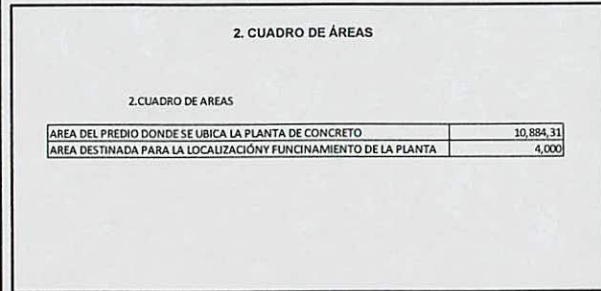 2. CUADRO DE ÁREAS
2.CUADRO DE AREAS
AREA DEL PREDIO DONDE SE UBICA LA PLANTA DE CONCRETO 10,884,31
AREA DESTINADA PARA LA LOCALIZACIÓNY FUNCINAMIENTO DE LA PLANTA 4,000